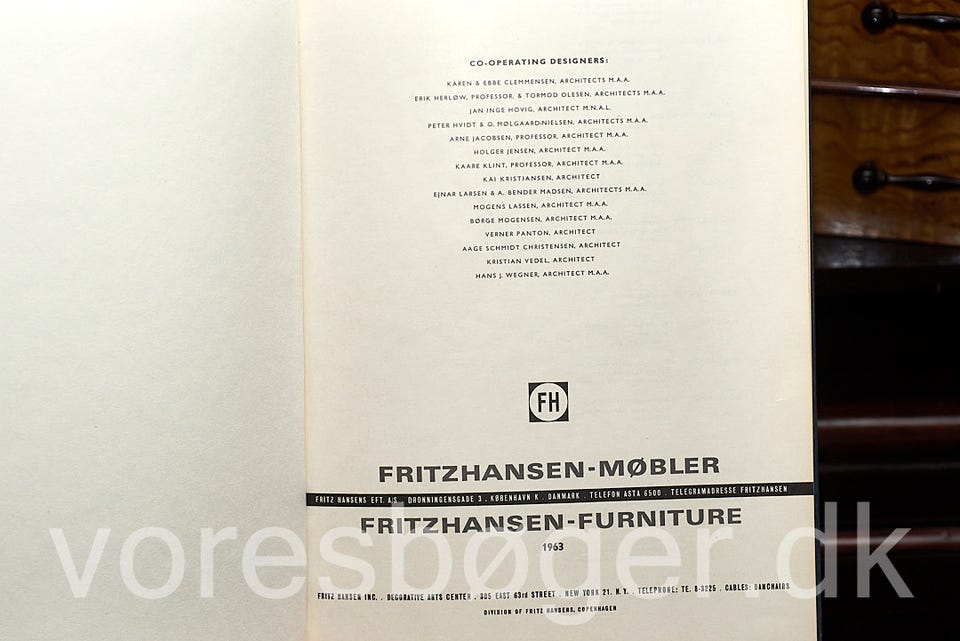 CO-OPERATING DESIGNERS:
KAREN & EBBE CLEMMENSEN, ARCHITECTS M.A.A.
ERIK HERLØW, PROFESSOR, & TORMOD OLESEN, ARCHITECTS M.A.A.
JAN INGE HOVIG, ARCHITECT M.N.A.L.
PETER HVIDT & O. MØLGAARD-NIELSEN, ARCHITECTS M.A.A.
ARNE JACOBSEN, PROFESSOR, ARCHITECT M.A.A.
HOLGER JENSEN, ARCHITECT M.A.A.
KAARE KLINT, PROFESSOR, ARCHITECT M.A.A.
KAI KRISTIANSEN, ARCHITECT
EJNAR LARSEN & A. BENDER MADSEN, ARCHITECTS M.A.A.
MOGENS LASSEN, ARCHITECT M.A.A.
BØRGE MOGENSEN, ARCHITECT M.A.A.
VERNER PANTON, ARCHITECT
AAGE SCHMIDT CHRISTENSEN, ARCHITECT
KRISTIAN VEDEL, ARCHITECT
HANS J. WEGNER, ARCHITECT M.A.A.
FH
FRITZHANSEN-MØBLER
FRITZ HANSENS EFT. A/S . DRONNINGENSGADE 3 . KØBENHAVN K . DANMARK . TELEFON ASTA 6500 . TELEGRAMADRESSE FRITZHANSEN
FRITZHANSEN-FURNITURE
1963
voresbøger.dk
FRITZ HANSEN INC. . DECORATIVE ARTS CENTER . 305 EAST 63rd STREET . NEW YORK 21. N.Y. . TELEPHONE: TE. 8-3225 . CABLES: DANCHAIRS
DIVISION OF FRITZ HANSENS, COPENHAGEN